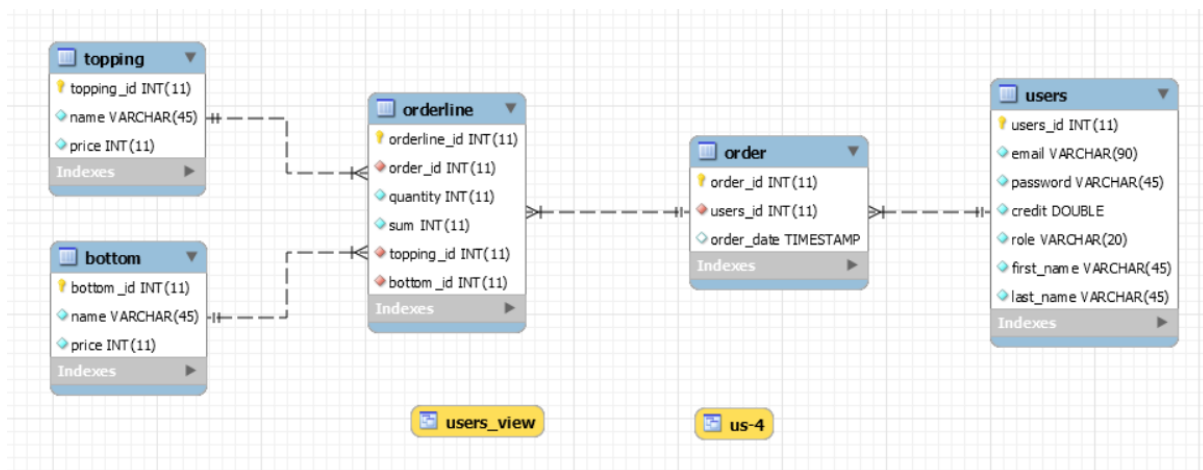 topping
topping_id INT(11)
name VARCHAR(45)
price INT(11)
Indexes
bottom
bottom_id INT(11)
name VARCHAR(45)
price INT(11)
Indexes
orderline
orderline_id INT(11)
order_id INT(11)
quantity INT(11)
sum INT(11)
topping_id INT(11)
bottom_id INT(11)
Indexes
order
order_id INT(11)
users_id INT(11)
order_date TIMESTAMP
Indexes
users
users_id INT(11)
email VARCHAR(90)
password VARCHAR(45)
credit DOUBLE
role VARCHAR(20)
first_name VARCHAR(45)
last_name VARCHAR(45)
Indexes
users_view
us-4